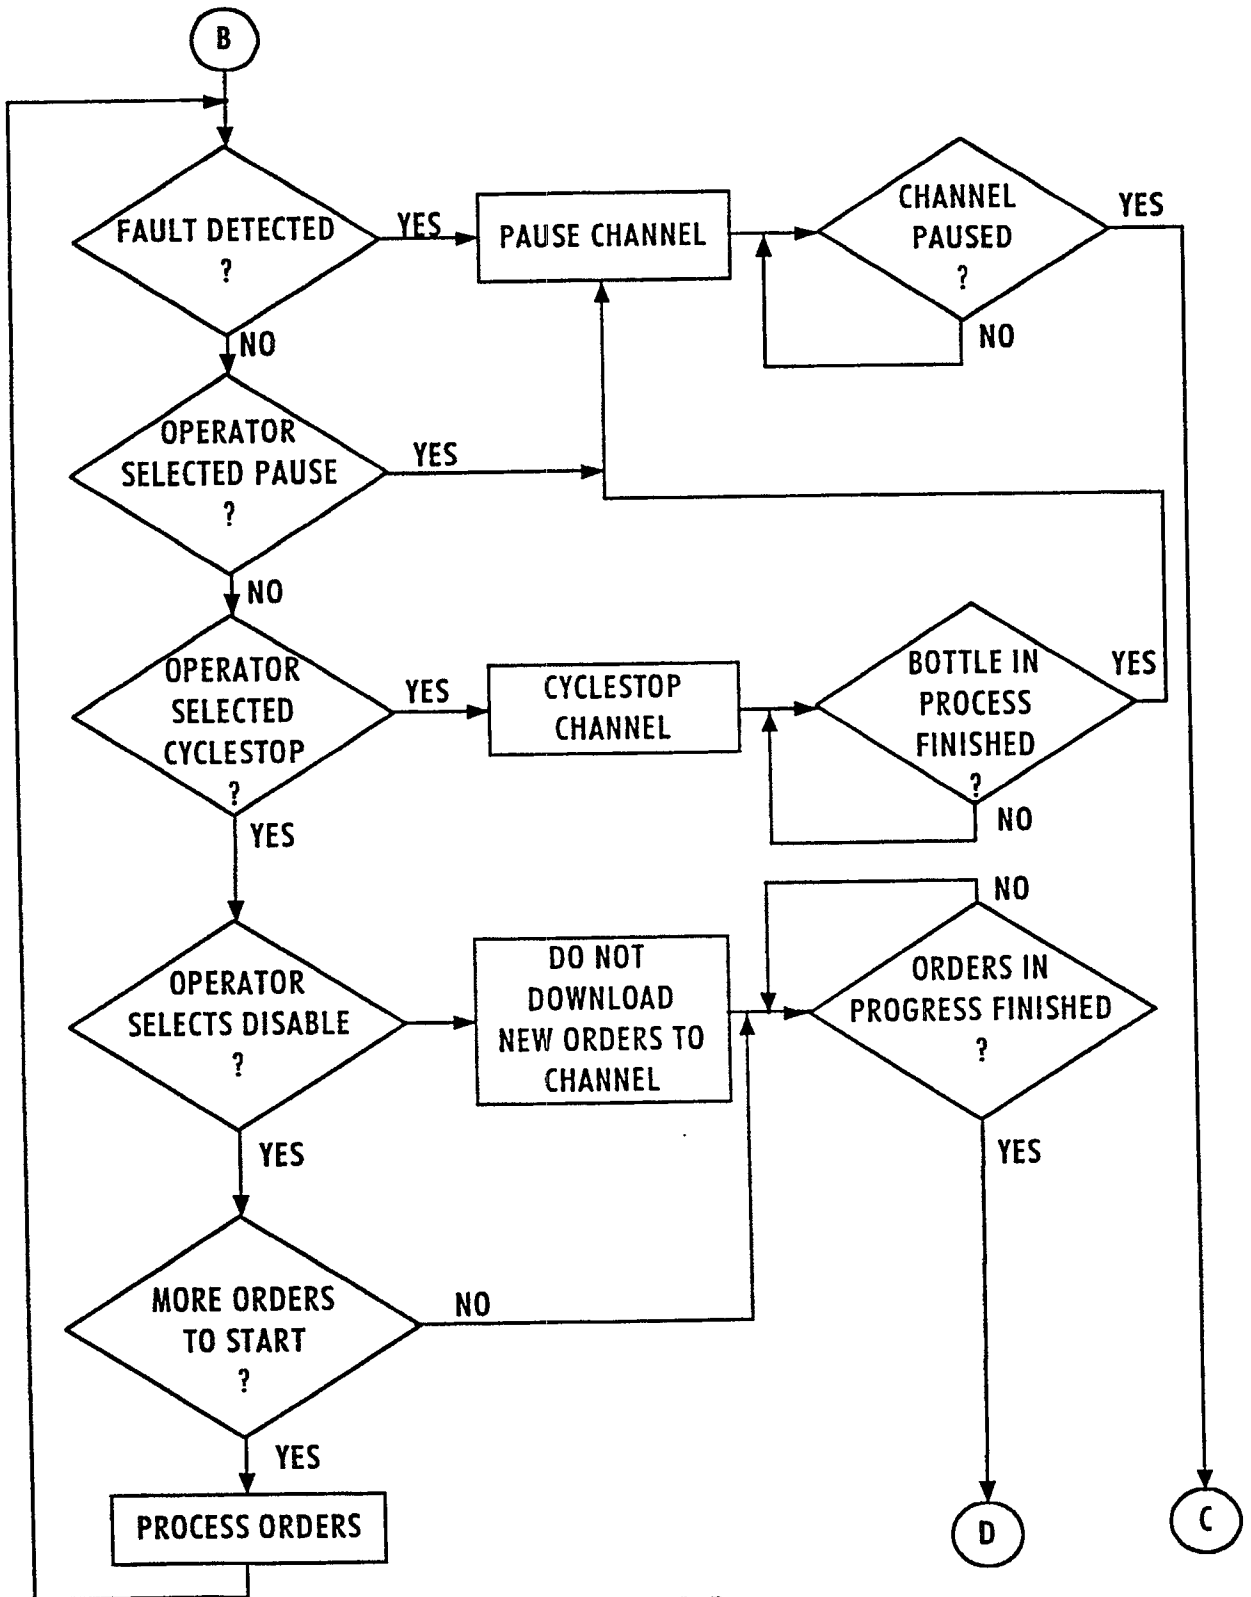 B
FAULT DETECTED
?
YES
PAUSE CHANNEL
CHANNEL
PAUSED
?
YES
NO
NO
OPERATOR
SELECTED PAUSE
?
YES
NO
OPERATOR
SELECTED
CYCLESTOP
?
YES
CYCLESTOP
CHANNEL
BOTTLE IN
PROCESS
FINISHED
?
YES
NO
YES
OPERATOR
SELECTS DISABLE
?
DO NOT
DOWNLOAD
NEW ORDERS TO
CHANNEL
NO
ORDERS IN
PROGRESS FINISHED
?
YES
YES
MORE ORDERS
TO START
?
NO
YES
PROCESS ORDERS
D
C